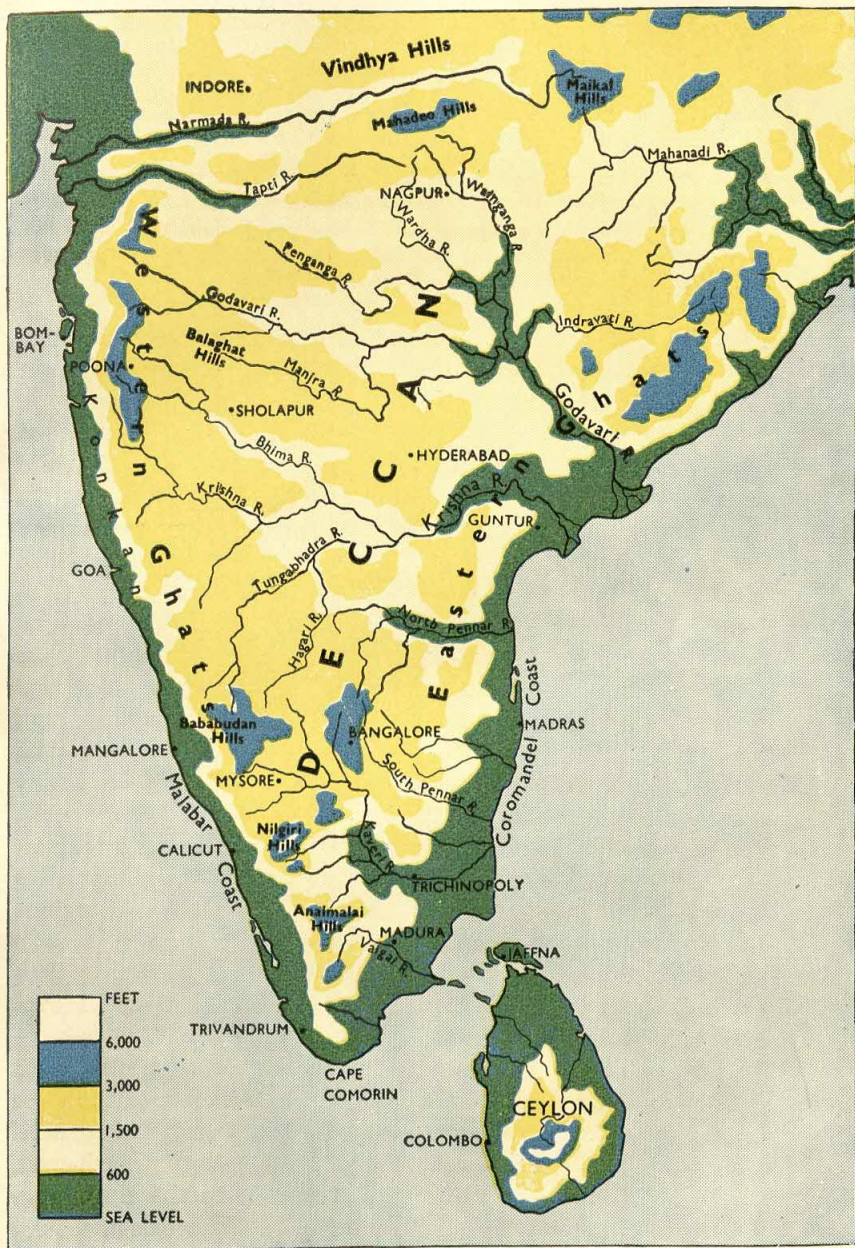 Vindhya Hills
INDORE
Maikal
Hills
Mahadeo Hills
Narmada R.
Mahanadi R.
Tapti R.
NAGPUR
Wainganga R.
Wardha R.
Penganga R.
Western Ghats
Godavari R.
Indravati R.
BOM-
BAY
Balaghat
Hills
Manjra R.
POONA
Konkan
SHOLAPUR
Godavari R.
Bhima R.
HYDERABAD
DECCAN
Eastern Ghats
Krishna R.
Krishna R.
GUNTUR
GOA
Tungabhadra R.
Hagari R.
North Pennar R.
Bababudan
Hills
BANGALORE
MADRAS
Coromandel Coast
MANGALORE
MYSORE
South Pennar R.
Malabar Coast
Nilgiri
Hills
CALICUT
Kaveri R.
TRICHINOPOLY
Anaimalai
Hills
MADURA
Vaigai R.
JAFFNA
TRIVANDRUM
CAPE
COMORIN
CEYLON
COLOMBO
FEET
6,000
3,000
1,500
600
SEA LEVEL